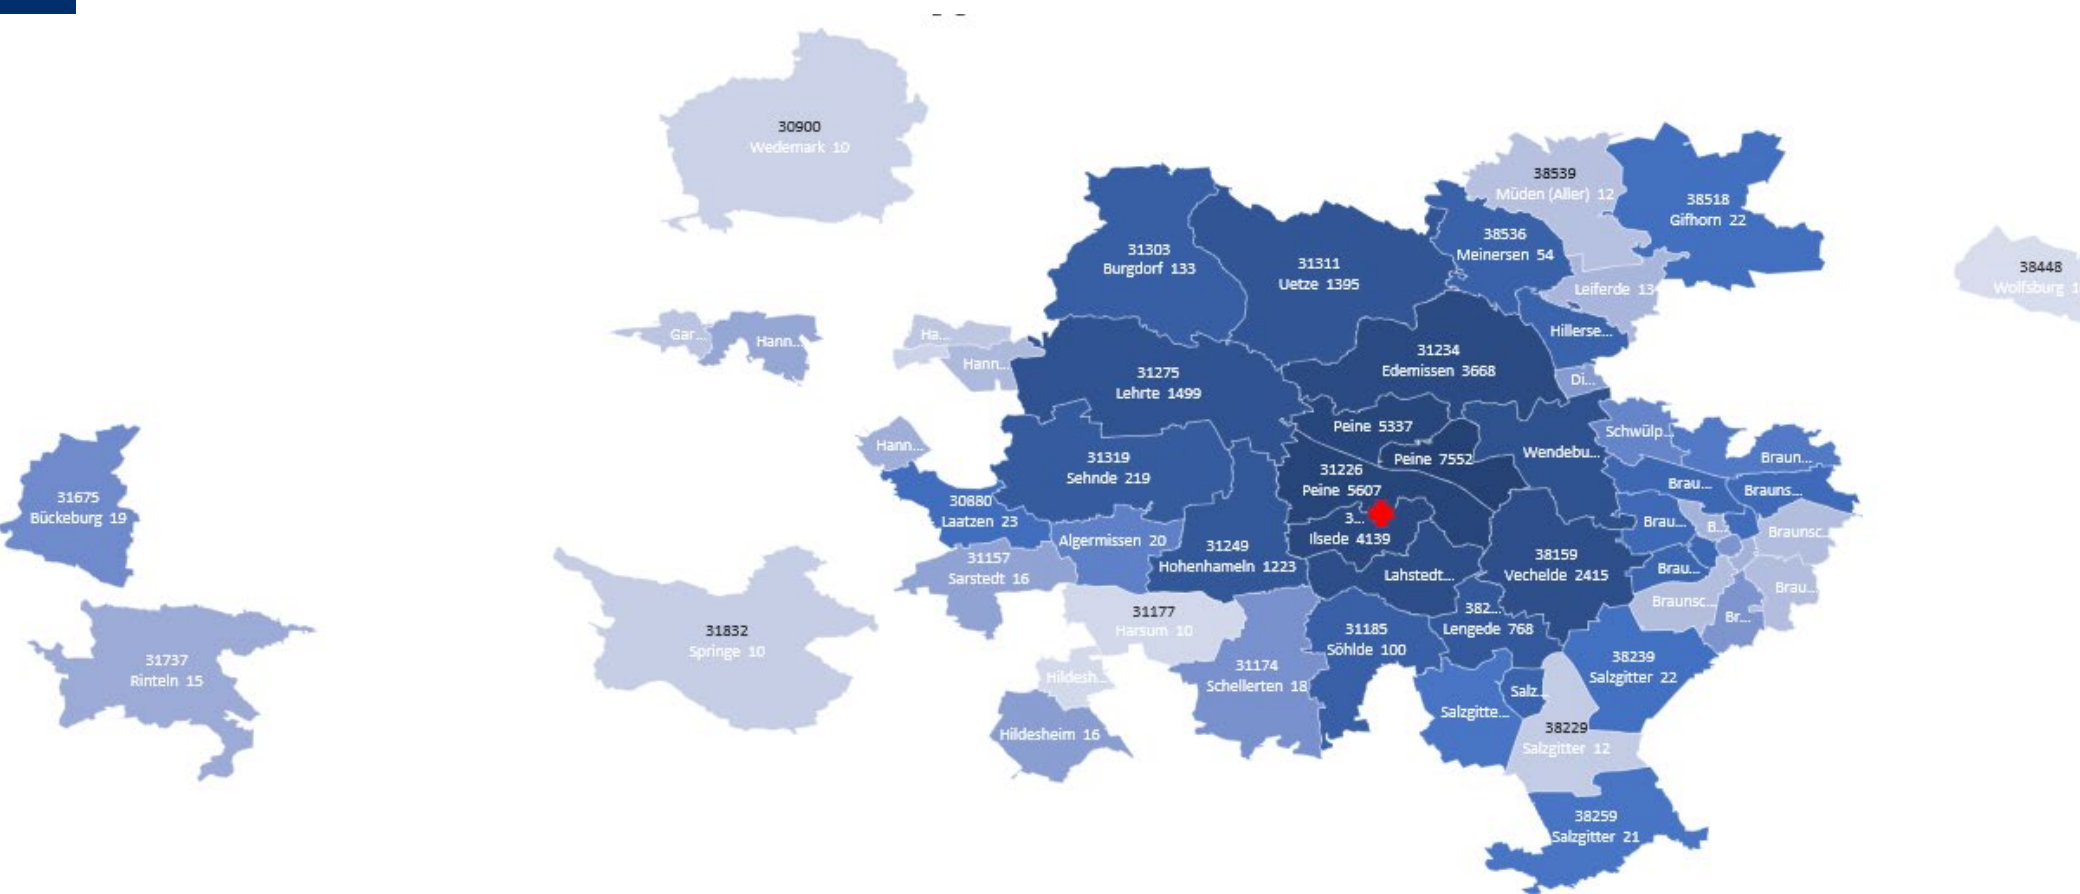 30900
Wedemark 10
38539
Müden (Aller) 12
38518
Gifhorn 22
38536
Meinersen 54
31303
Burgdorf 133
31311
Uetze 1395
38448
Wolfsburg 1
Leiferde 13
Gar...
Hann...
Ha...
Hann...
Hillerse...
31234
Edemissen 3668
31275
Lehrte 1499
Di...
Peine 5337
Schwülp...
Hann...
Peine 7552
Wendebu...
Braun...
31319
Sehnde 219
31226
Peine 5607
Brau...
Brauns...
31675
Bückeburg 19
30880
Laatzen 23
3...
Ilsede 4139
Brau...
B...
Braunsc...
Algermissen 20
31249
Hohenhameln 1223
31157
Sarstedt 16
Lahstedt...
38159
Vechelde 2415
Brau...
Brau...
Braunsc...
31177
Harsum 10
382...
Lengede 768
Br...
31832
Springe 10
31185
Söhlde 100
31737
Rinteln 15
31174
Schellerten 18
38239
Salzgitter 22
Hildesh...
Salz...
Salzgitte...
Hildesheim 16
38229
Salzgitter 12
38259
Salzgitter 21